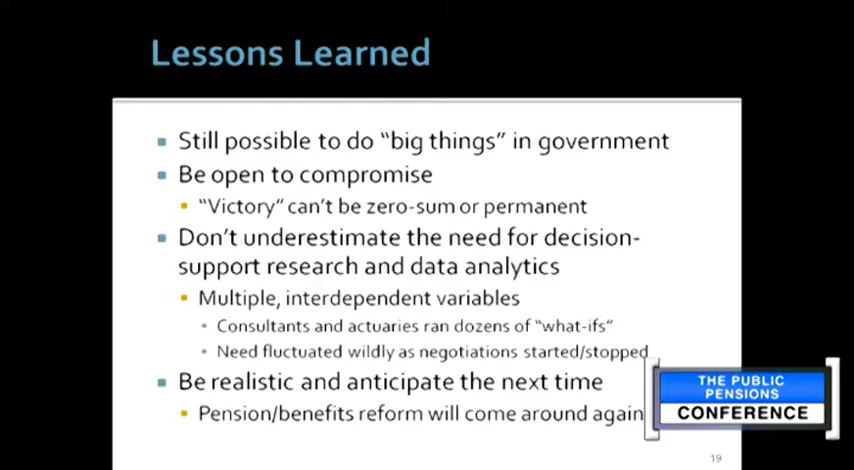 Lessons Learned
Still possible to do “big things” in government
Be open to compromise
“Victory” can’t be zero-sum or permanent
Don’t underestimate the need for decision-
support research and data analytics
Multiple, interdependent variables
Consultants and actuaries ran dozens of “what-ifs”
Need fluctuated wildly as negotiations started/stopped
Be realistic and anticipate the next time
Pension/benefits reform will come around again
THE PUBLIC
PENSIONS
CONFERENCE
19